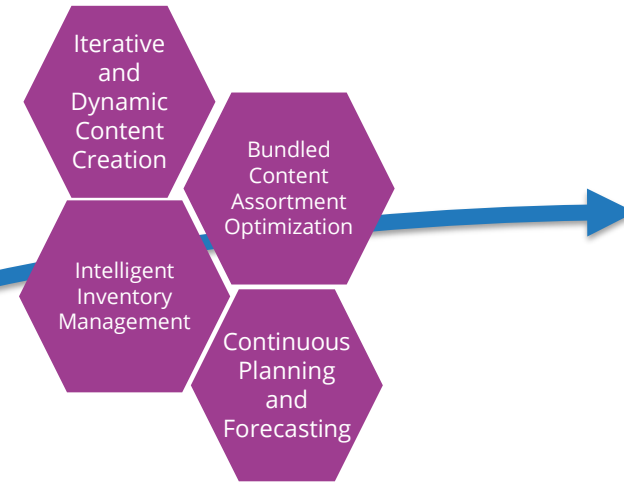 Iterative
and
Dynamic
Content
Creation
Bundled
Content
Assortment
Optimization
Intelligent
Inventory
Management
Continuous
Planning
and
Forecasting